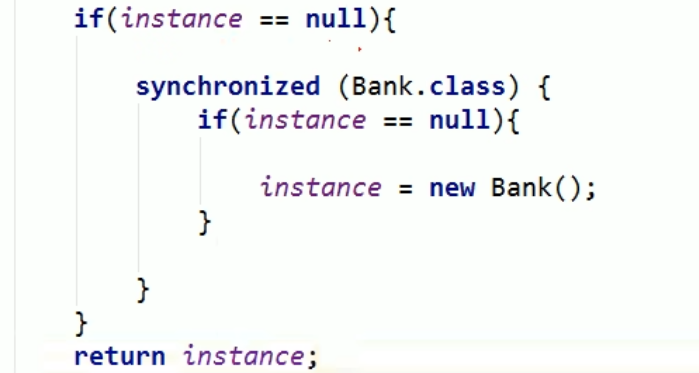 if(instance == null){
synchronized (Bank.class) {
if(instance == null){
instance = new Bank();
}
}
}
return instance;